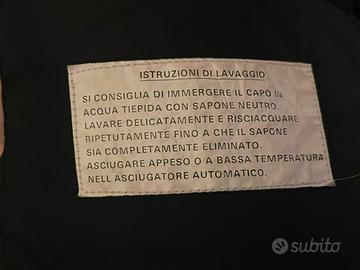 ISTRUZIONI DI LAVAGGIO
SI CONSIGLIA DI IMMERGERE IL CAPO IN
ACQUA TIEPIDA CON SAPONE NEUTRO.
LAVARE DELICATAMENTE E RISCIACQUARE
RIPETUTAMENTE FINO A CHE IL SAPONE
SIA COMPLETAMENTE ELIMINATO.
ASCIUGARE APPESO O A BASSA TEMPERATURA
NELL ASCIUGATORE AUTOMATICO.
subito